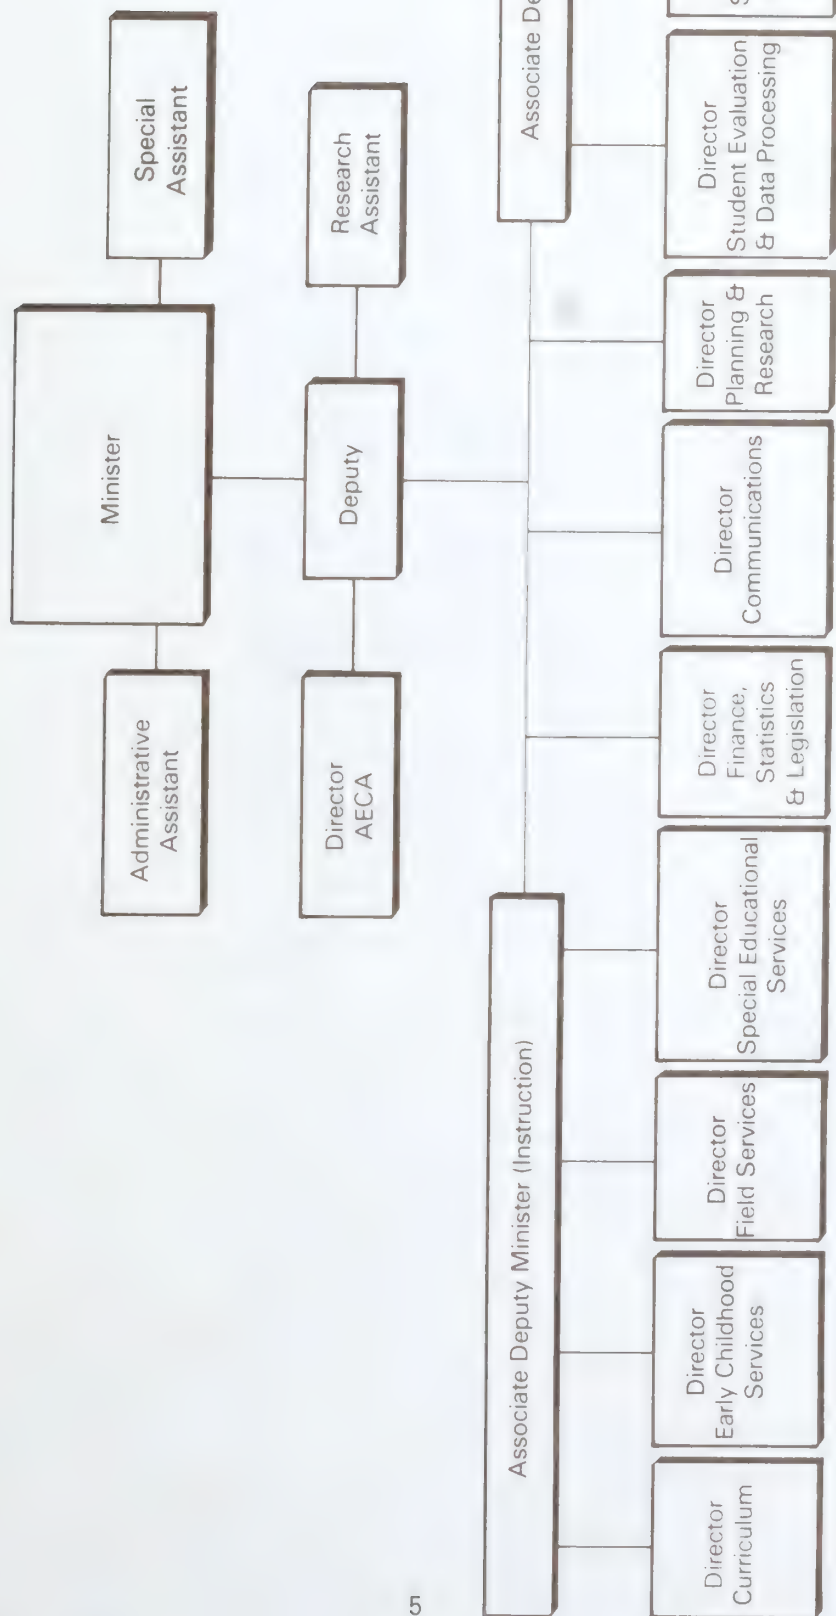 Minister
Special
Assistant
Administrative
Assistant
Deputy
Research
Assistant
Director
AECA
Associate Deputy Minister (Instruction)
Associate
Director
Curriculum
Director
Early Childhood
Services
Director
Field Services
Director
Special Educational
Services
Director
Finance,
Statistics
& Legislation
Director
Communications
Director
Planning &
Research
Director
Student Evaluation
& Data Processing
5